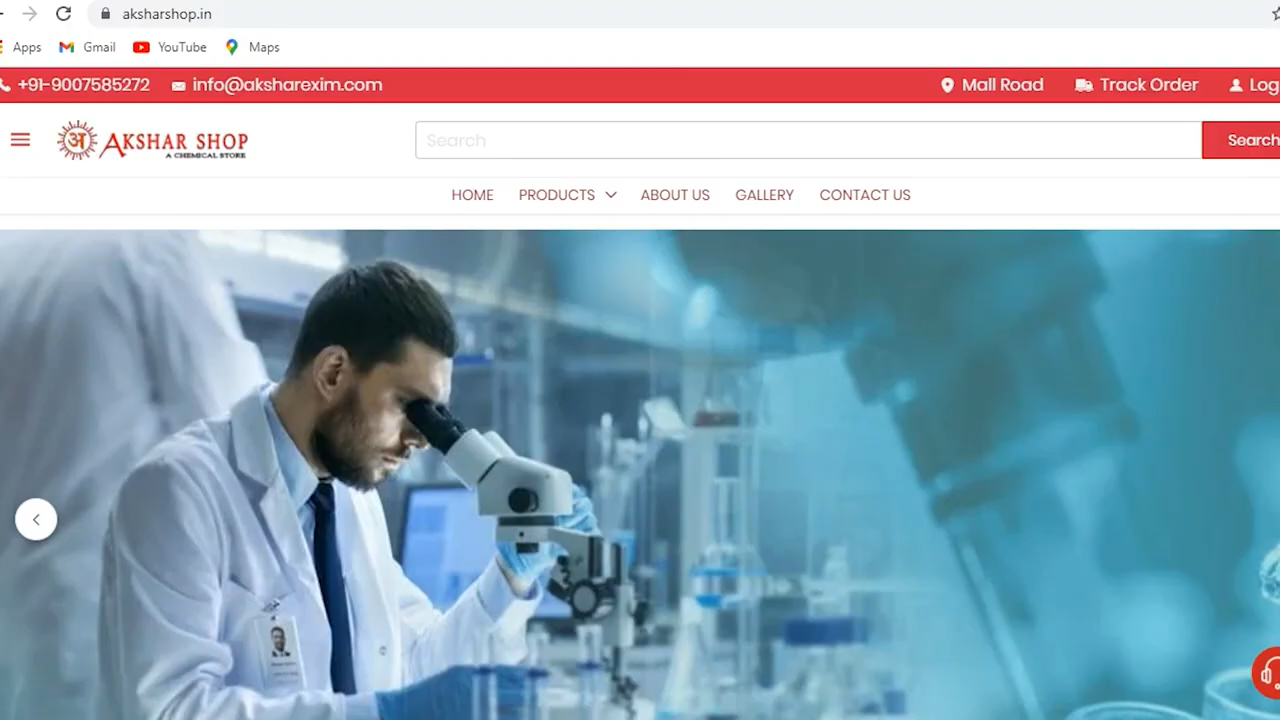 aksharshop.in
Apps Gmail YouTube Maps
+91-9007585272 info@aksharexim.com Mall Road Track Order Log
अ AKSHAR SHOP Search Search
A CHEMICAL STORE
HOME PRODUCTS ABOUT US GALLERY CONTACT US